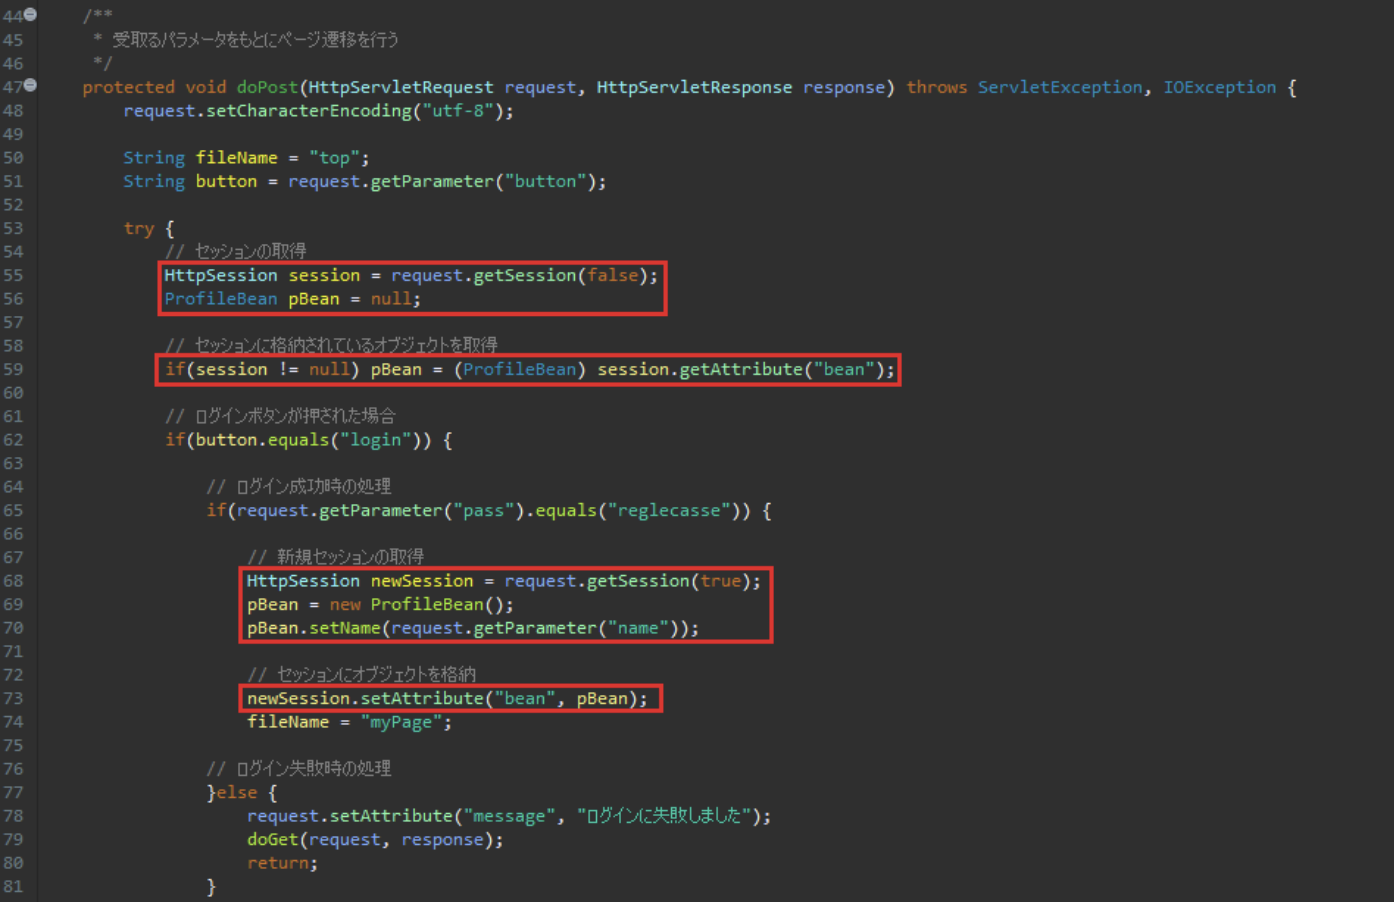 44 /**
45 * 受取るパラメータをもとにページ遷移を行う
46 */
47 protected void doPost(HttpServletRequest request, HttpServletResponse response) throws ServletException, IOException {
48 request.setCharacterEncoding("utf-8");
49
50 String fileName = "top";
51 String button = request.getParameter("button");
52
53 try {
54 // セッションの取得
55 HttpSession session = request.getSession(false);
56 ProfileBean pBean = null;
57
58 // セッションに格納されているオブジェクトを取得
59 if(session != null) pBean = (ProfileBean) session.getAttribute("bean");
60
61 // ログインボタンが押された場合
62 if(button.equals("login")) {
63
64 // ログイン成功時の処理
65 if(request.getParameter("pass").equals("reglecasse")) {
66
67 // 新規セッションの取得
68 HttpSession newSession = request.getSession(true);
69 pBean = new ProfileBean();
70 pBean.setName(request.getParameter("name"));
71
72 // セッションにオブジェクトを格納
73 newSession.setAttribute("bean", pBean);
74 fileName = "myPage";
75
76 // ログイン失敗時の処理
77 }else {
78 request.setAttribute("message", "ログインに失敗しました");
79 doGet(request, response);
80 return;
81 }